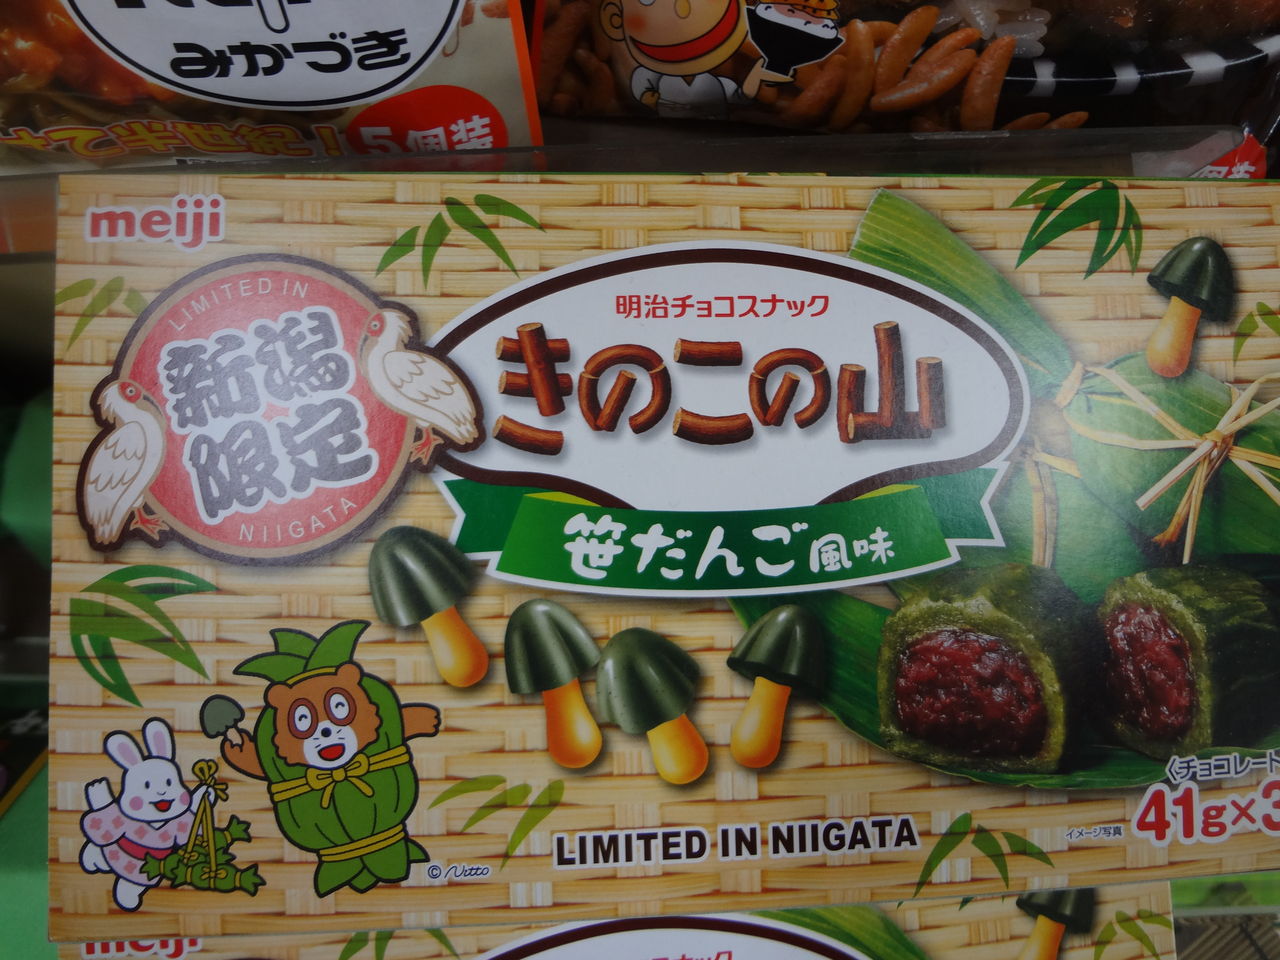 みかづき
5個装
meiji
LIMITED IN
新潟
限定
NIIGATA
明治チョコスナック
きのこの山
笹だんご風味
LIMITED IN NIIGATA
© Nitto
イメージ写真
〈チョコレート
41g×3
meiji